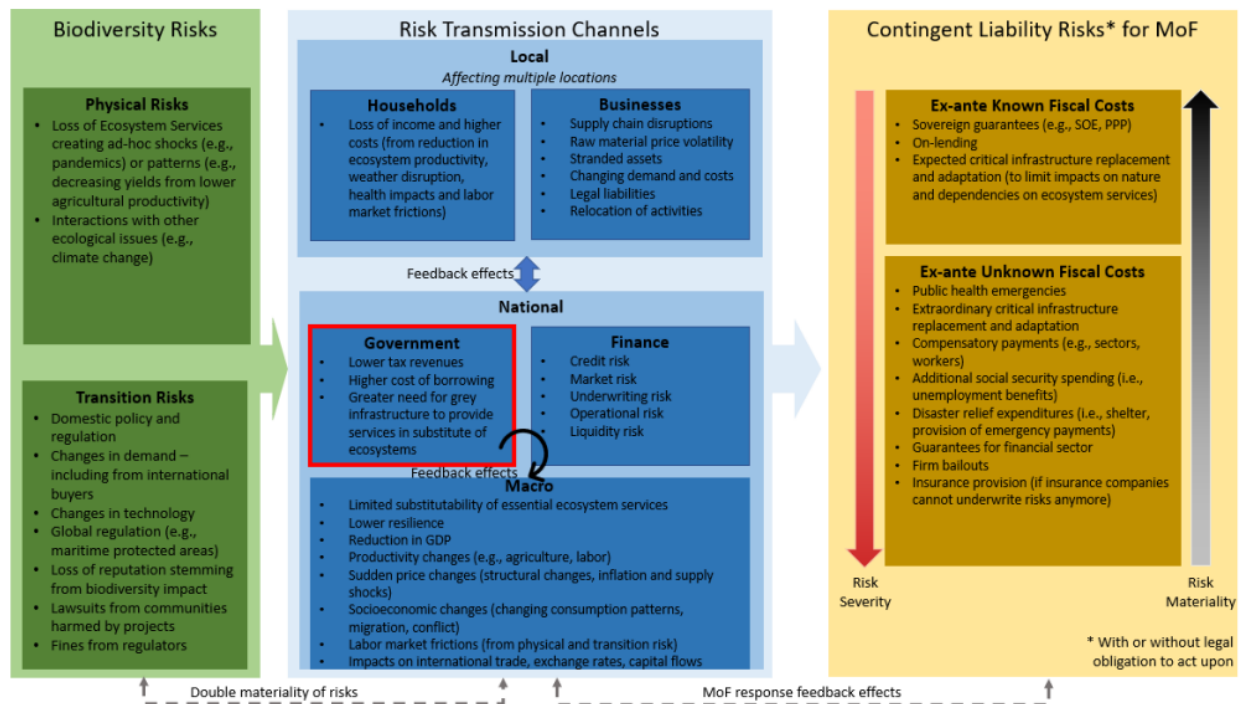 Biodiversity Risks
Physical Risks
• Loss of Ecosystem Services
creating ad-hoc shocks (e.g.,
pandemics) or patterns (e.g.,
decreasing yields from lower
agricultural productivity)
• Interactions with other
ecological issues (e.g.,
climate change)
Transition Risks
• Domestic policy and
regulation
• Changes in demand –
including from international
buyers
• Changes in technology
• Global regulation (e.g.,
maritime protected areas)
• Loss of reputation stemming
from biodiversity impact
• Lawsuits from communities
harmed by projects
• Fines from regulators
Risk Transmission Channels
Local
Affecting multiple locations
Households
• Loss of income and higher
costs (from reduction in
ecosystem productivity,
weather disruption,
health impacts and labor
market frictions)
Businesses
• Supply chain disruptions
• Raw material price volatility
• Stranded assets
• Changing demand and costs
• Legal liabilities
• Relocation of activities
Feedback effects
National
Government
• Lower tax revenues
• Higher cost of borrowing
• Greater need for grey
infrastructure to provide
services in substitute of
ecosystems
Finance
• Credit risk
• Market risk
• Underwriting risk
• Operational risk
• Liquidity risk
Feedback effects
Macro
• Limited substitutability of essential ecosystem services
• Lower resilience
• Reduction in GDP
• Productivity changes (e.g., agriculture, labor)
• Sudden price changes (structural changes, inflation and supply
shocks)
• Socioeconomic changes (changing consumption patterns,
migration, conflict)
• Labor market frictions (from physical and transition risk)
• Impacts on international trade, exchange rates, capital flows
Contingent Liability Risks* for MoF
Ex-ante Known Fiscal Costs
• Sovereign guarantees (e.g., SOE, PPP)
• On-lending
• Expected critical infrastructure replacement
and adaptation (to limit impacts on nature
and dependencies on ecosystem services)
Ex-ante Unknown Fiscal Costs
• Public health emergencies
• Extraordinary critical infrastructure
replacement and adaptation
• Compensatory payments (e.g., sectors,
workers)
• Additional social security spending (i.e.,
unemployment benefits)
• Disaster relief expenditures (i.e., shelter,
provision of emergency payments)
• Guarantees for financial sector
• Firm bailouts
• Insurance provision (if insurance companies
cannot underwrite risks anymore)
Risk
Severity
Risk
Materiality
* With or without legal
obligation to act upon
Double materiality of risks
MoF response feedback effects